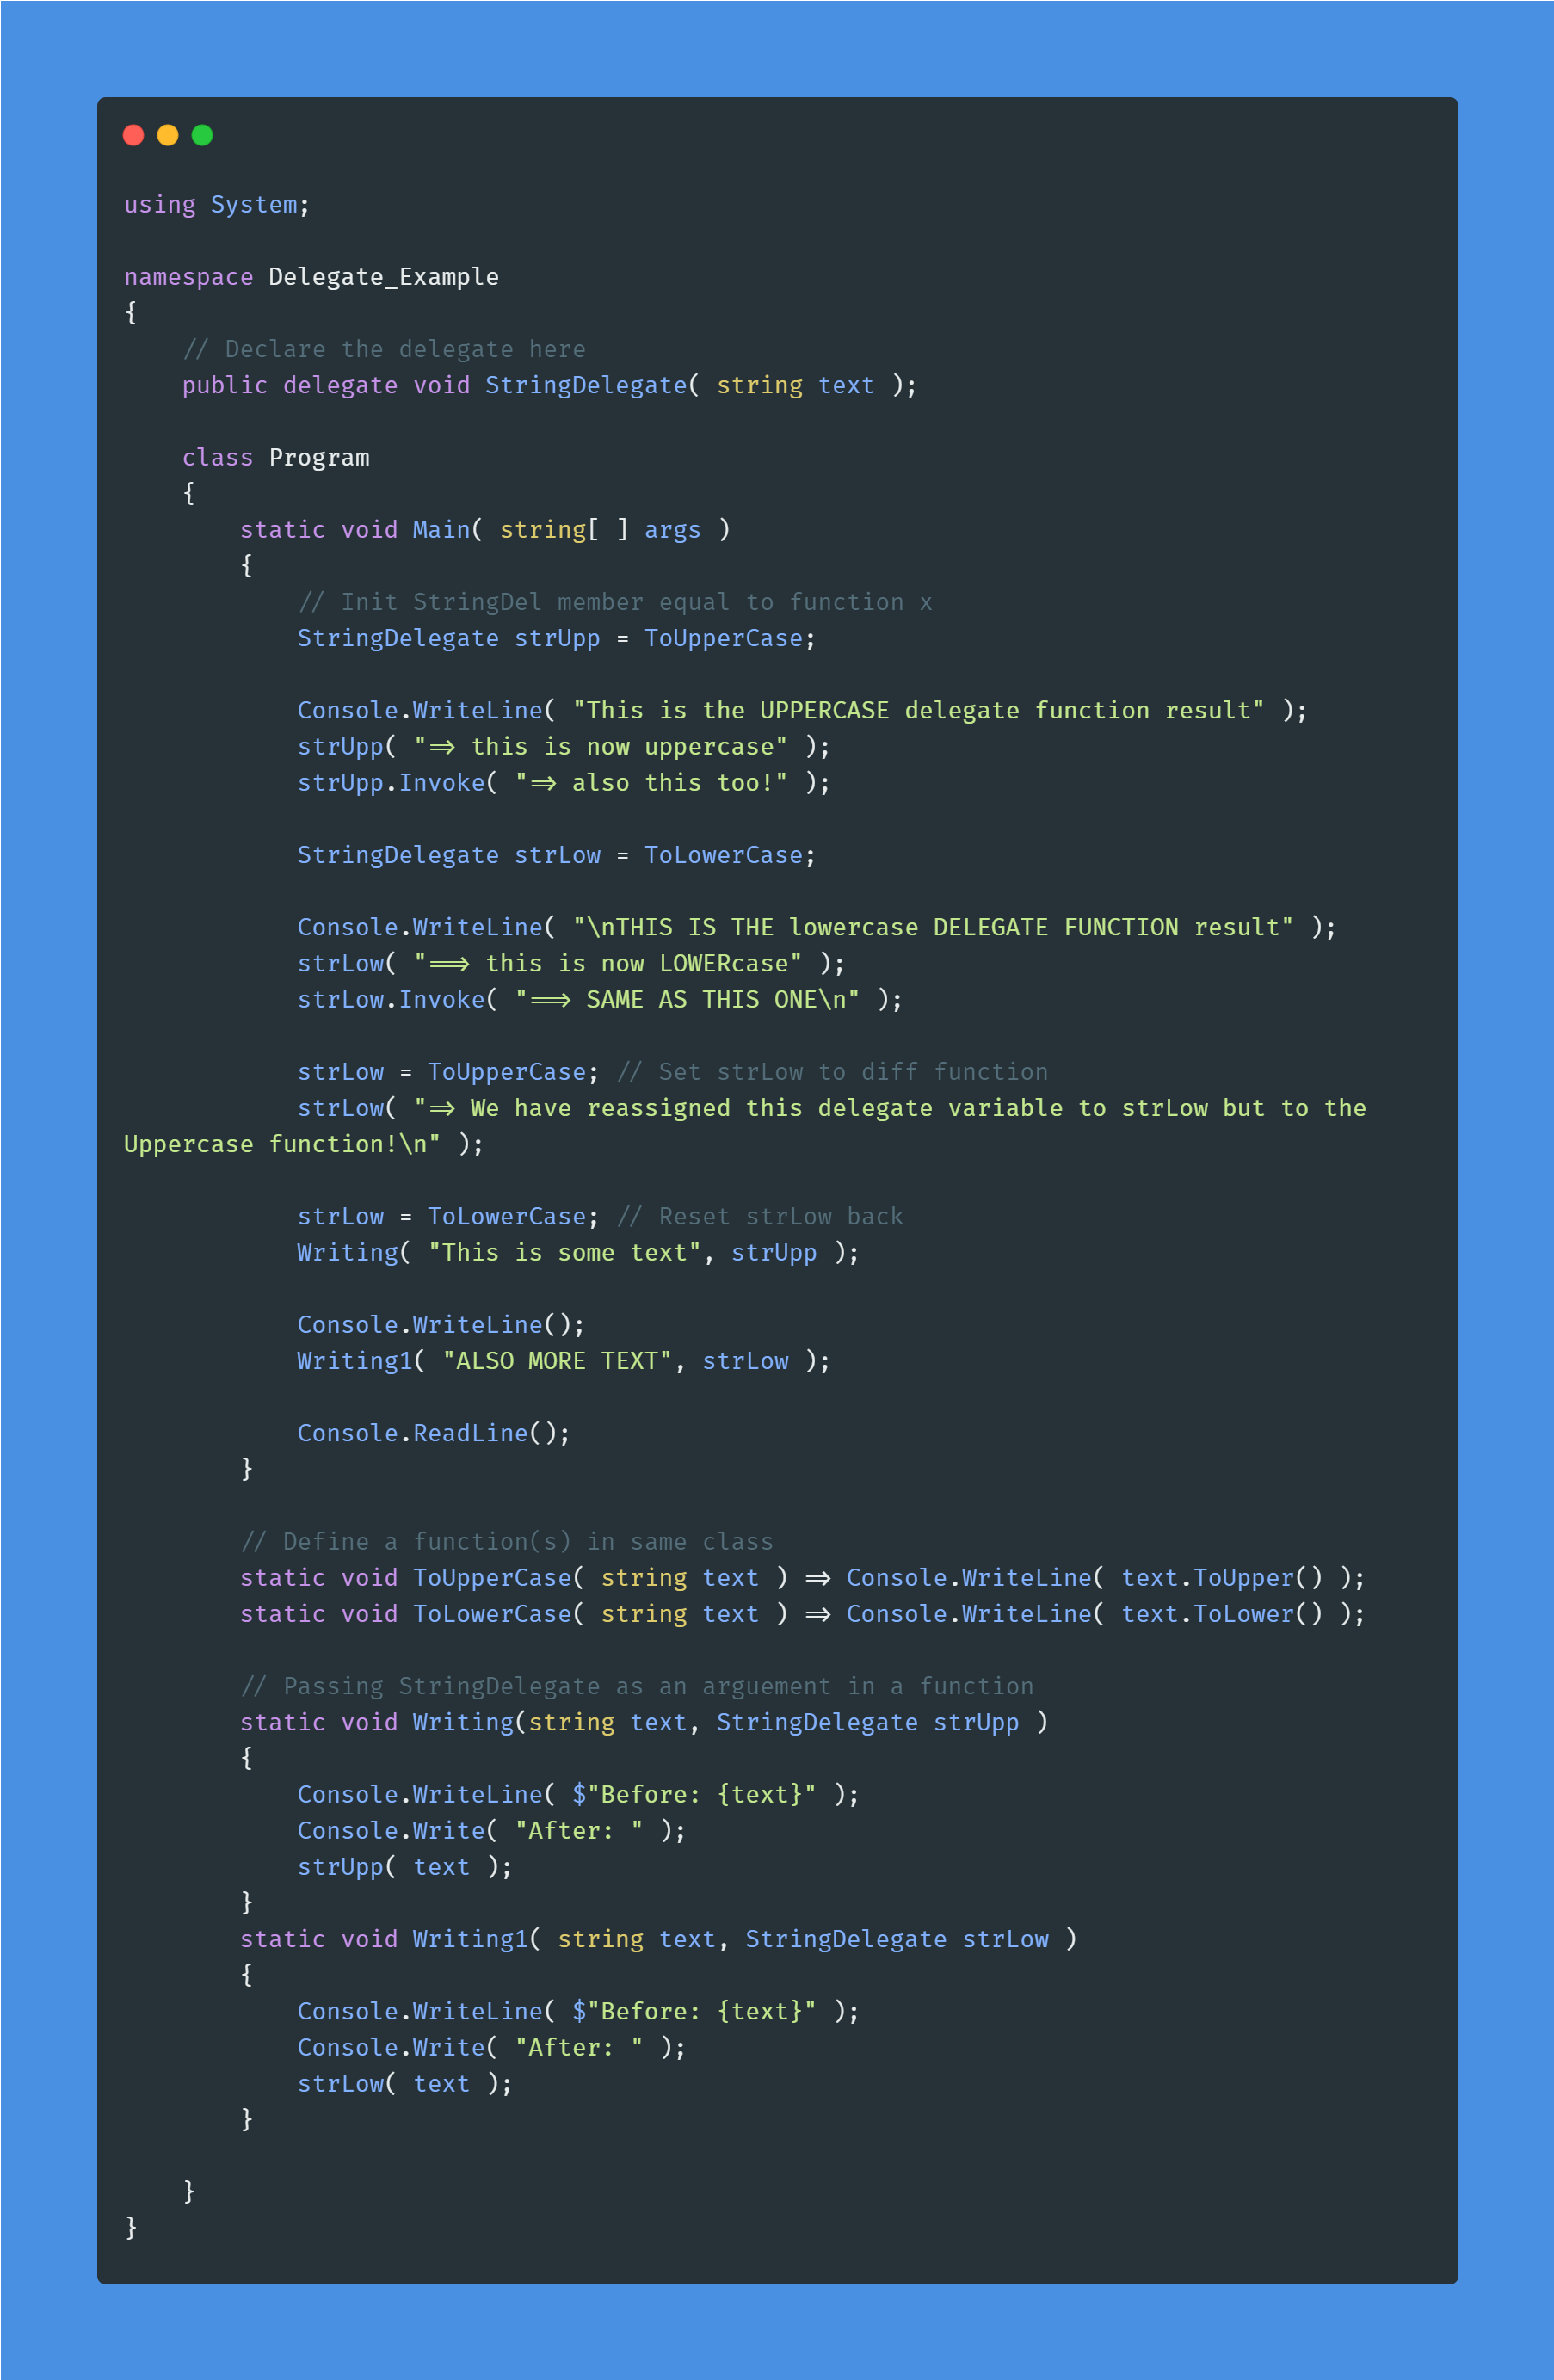 using System;

namespace Delegate_Example
{
    // Declare the delegate here
    public delegate void StringDelegate( string text );

    class Program
    {
        static void Main( string[ ] args )
        {
            // Init StringDel member equal to function x
            StringDelegate strUpp = ToUpperCase;

            Console.WriteLine( "This is the UPPERCASE delegate function result" );
            strUpp( "=> this is now uppercase" );
            strUpp.Invoke( "=> also this too!" );

            StringDelegate strLow = ToLowerCase;

            Console.WriteLine( "\nTHIS IS THE lowercase DELEGATE FUNCTION result" );
            strLow( "==> this is now LOWERcase" );
            strLow.Invoke( "==> SAME AS THIS ONE\n" );

            strLow = ToUpperCase; // Set strLow to diff function
            strLow( "=> We have reassigned this delegate variable to strLow but to the
Uppercase function!\n" );

            strLow = ToLowerCase; // Reset strLow back
            Writing( "This is some text", strUpp );

            Console.WriteLine();
            Writing1( "ALSO MORE TEXT", strLow );

            Console.ReadLine();
        }

        // Define a function(s) in same class
        static void ToUpperCase( string text ) => Console.WriteLine( text.ToUpper() );
        static void ToLowerCase( string text ) => Console.WriteLine( text.ToLower() );

        // Passing StringDelegate as an arguement in a function
        static void Writing(string text, StringDelegate strUpp )
        {
            Console.WriteLine( $"Before: {text}" );
            Console.Write( "After: " );
            strUpp( text );
        }
        static void Writing1( string text, StringDelegate strLow )
        {
            Console.WriteLine( $"Before: {text}" );
            Console.Write( "After: " );
            strLow( text );
        }

    }
}